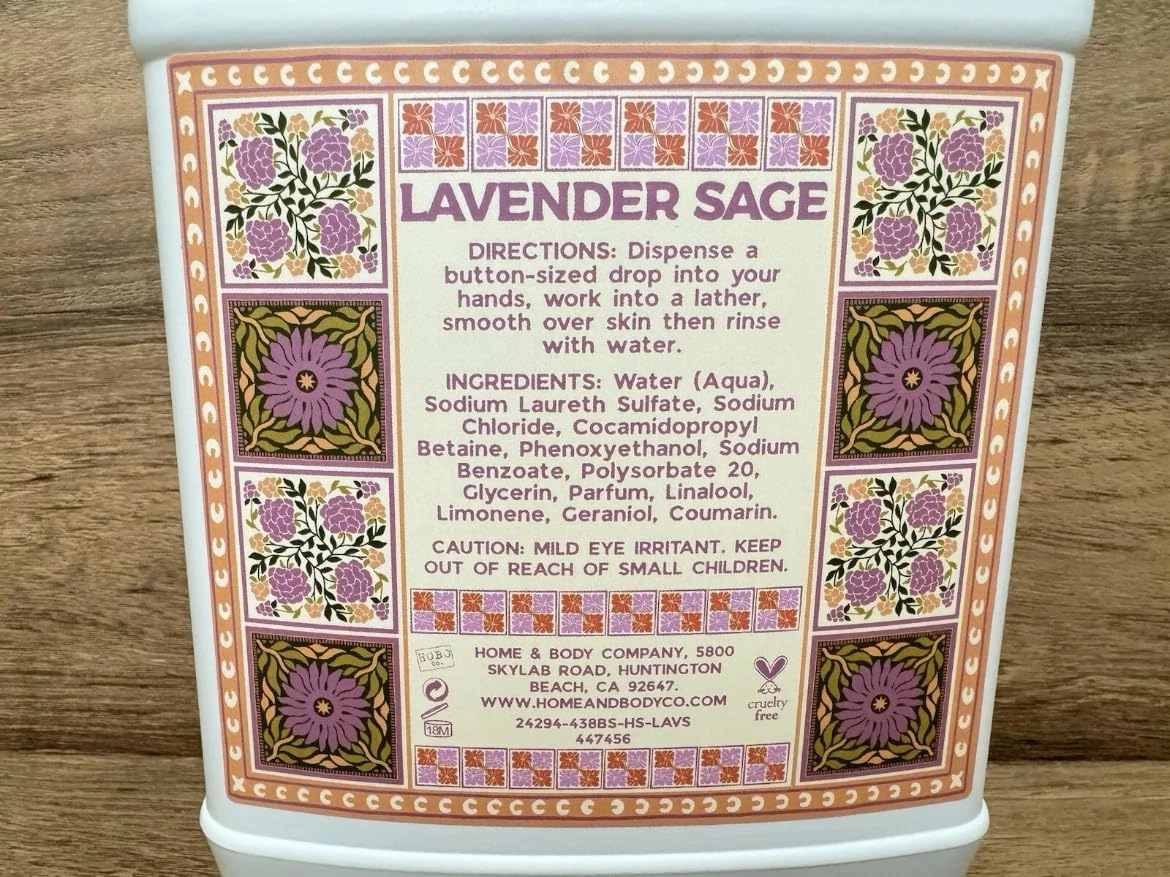 LAVENDER SAGE
DIRECTIONS: Dispense a
button-sized drop into your
hands, work into a lather,
smooth over skin then rinse
with water.
INGREDIENTS: Water (Aqua),
Sodium Laureth Sulfate, Sodium
Chloride, Cocamidopropyl
Betaine, Phenoxyethanol, Sodium
Benzoate, Polysorbate 20,
Glycerin, Parfum, Linalool,
Limonene, Geraniol, Coumarin.
CAUTION: MILD EYE IRRITANT. KEEP
OUT OF REACH OF SMALL CHILDREN.
HOBO
CO.
HOME & BODY COMPANY, 5800
SKYLAB ROAD, HUNTINGTON
BEACH, CA 92647.
WWW.HOMEANDBODYCO.COM
24294-438BS-HS-LAVS
447456
18M
cruelty
free